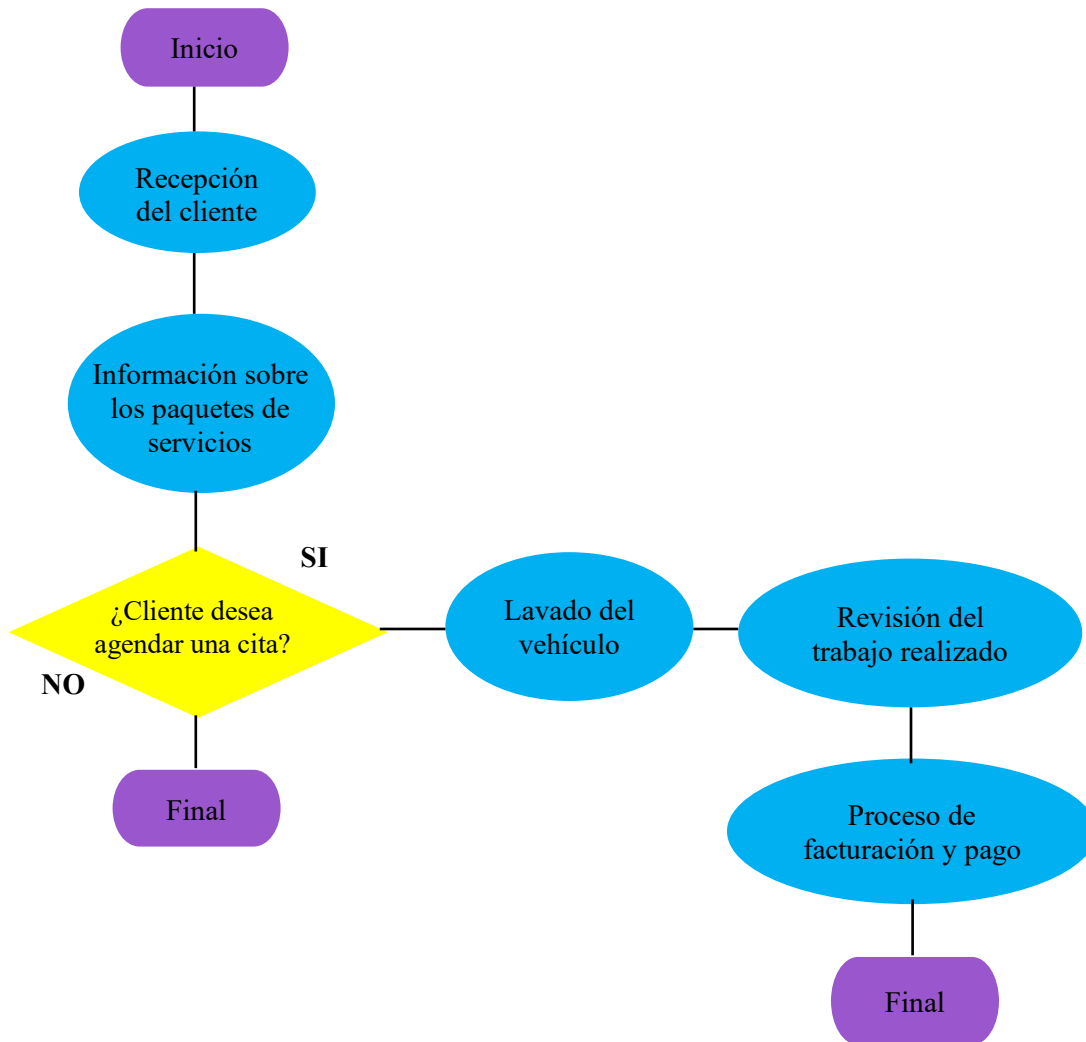 Inicio
Recepción
del cliente
Información sobre
los paquetes de
servicios
SI
¿Cliente desea
agendar una cita?
NO
Lavado del
vehículo
Revisión del
trabajo realizado
Final
Proceso de
facturación y pago
Final